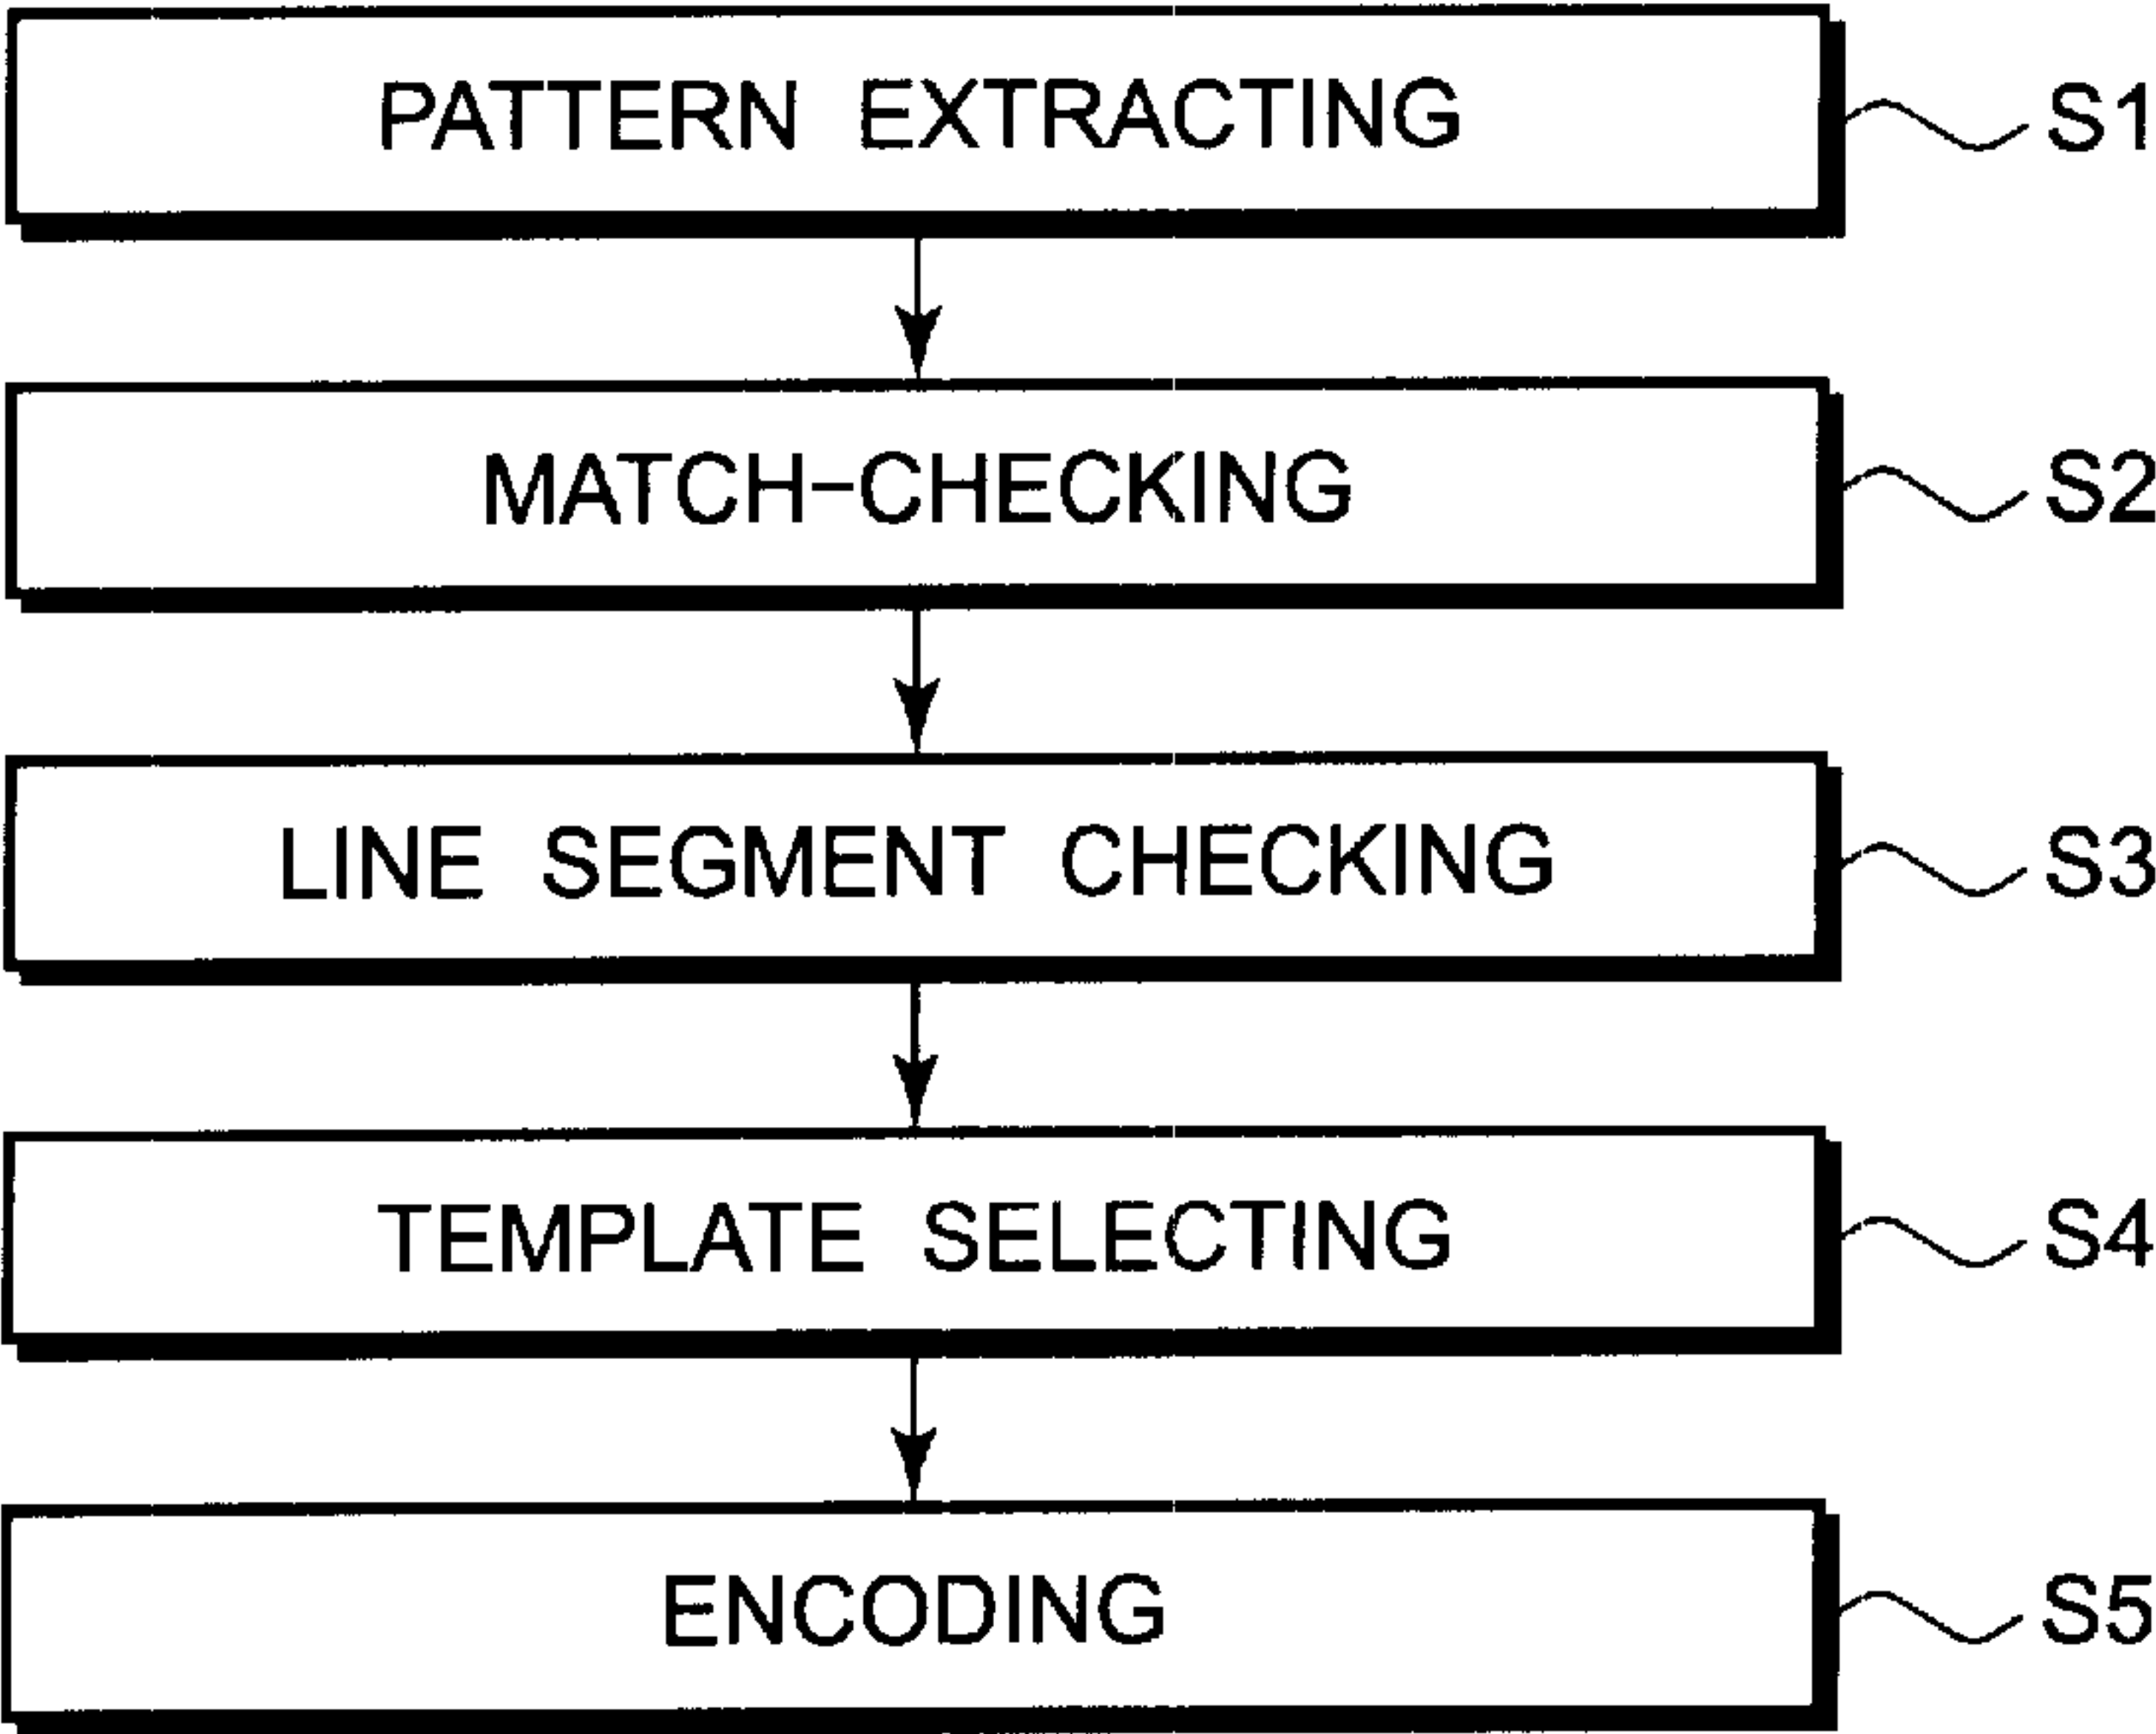 PATTERN EXTRACTING S1
MATCH-CHECKING S2
LINE SEGMENT CHECKING S3
TEMPLATE SELECTING S4
ENCODING S5